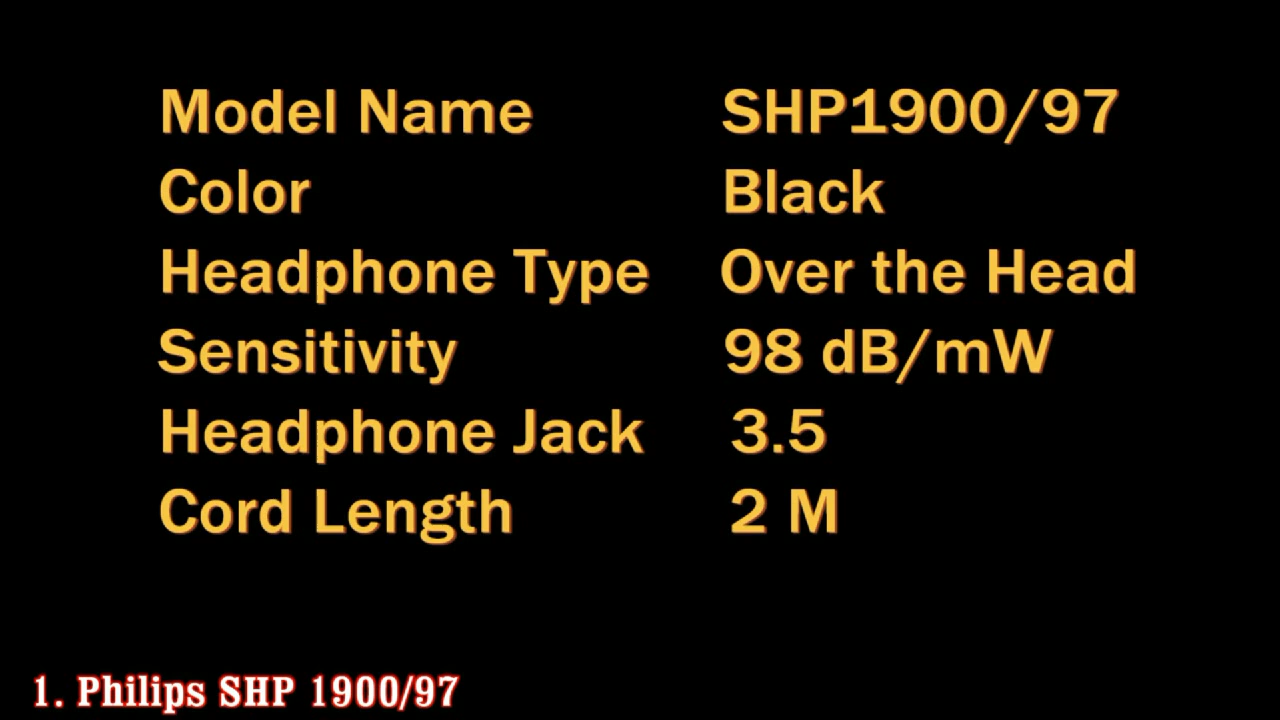 Model Name SHP1900/97
Color Black
Headphone Type Over the Head
Sensitivity 98 dB/mW
Headphone Jack 3.5
Cord Length 2 M
1. Philips SHP 1900/97